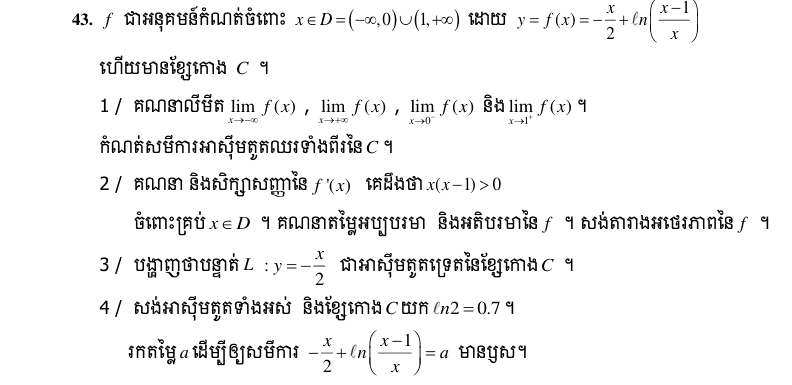 43. f ជាអនុគមន៍កំណត់ចំពោះ x∈D=(−∞,0)∪(1,+∞) ដោយ y=f(x)=−x/2+ℓn((x−1)/x)
ហើយមានខ្សែកោង C ។
1 / គណនាលីមីត lim x→−∞ f(x) , lim x→+∞ f(x) , lim x→0⁻ f(x) និង lim x→1⁺ f(x) ។
កំណត់សមីការអាស៊ីមតូតឈរទាំងពីរនៃ C ។
2 / គណនា និងសិក្សាសញ្ញានៃ f '(x) គេដឹងថា x(x−1)>0
ចំពោះគ្រប់ x∈D ។ គណនាតម្លៃអប្បបរមា និងអតិបរមានៃ f ។ សង់តារាងអថេរភាពនៃ f ។
3 / បង្ហាញថាបន្ទាត់ L : y=−x/2 ជាអាស៊ីមតូតទ្រេតនៃខ្សែកោង C ។
4 / សង់អាស៊ីមតូតទាំងអស់ និងខ្សែកោង C យក ℓn2=0.7 ។
រកតម្លៃ a ដើម្បីឲ្យសមីការ −x/2+ℓn((x−1)/x)=a មានឫស។